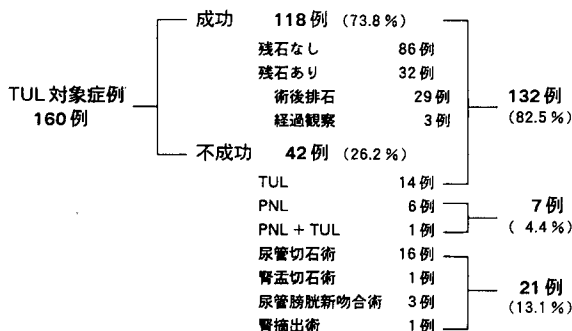 成功 118例 (73.8%)
残石なし 86例
残石あり 32例
TUL対象症例
160例
術後排石 29例
経過観察 3例
132例
(82.5%)
不成功 42例 (26.2%)
TUL 14例
PNL 6例
PNL + TUL 1例
7例
( 4.4%)
尿管切石術 16例
腎盂切石術 1例
尿管膀胱新吻合術 3例
腎摘出術 1例
21例
(13.1%)